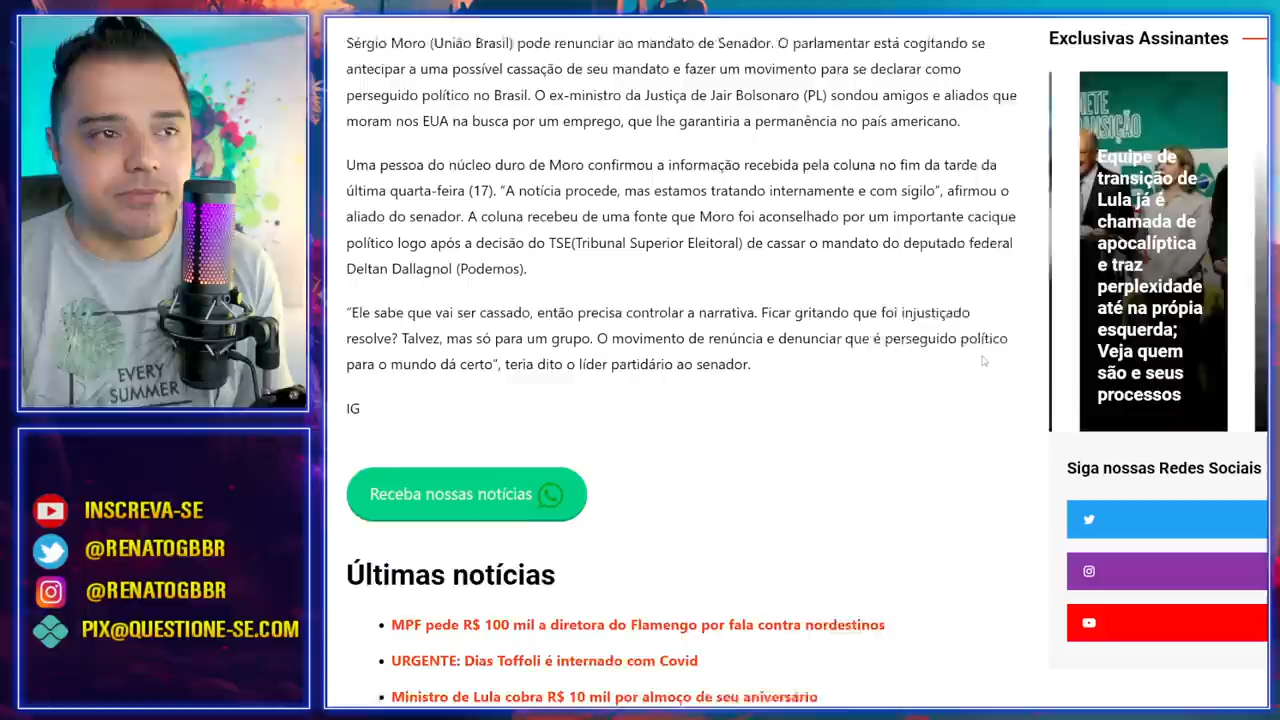 Sérgio Moro (União Brasil) pode renunciar ao mandato de Senador. O parlamentar está cogitando se
antecipar a uma possível cassação de seu mandato e fazer um movimento para se declarar como
perseguido político no Brasil. O ex-ministro da Justiça de Jair Bolsonaro (PL) sondou amigos e aliados que
moram nos EUA na busca por um emprego, que lhe garantiria a permanência no país americano.
Uma pessoa do núcleo duro de Moro confirmou a informação recebida pela coluna no fim da tarde da
última quarta-feira (17). “A notícia procede, mas estamos tratando internamente e com sigilo”, afirmou o
aliado do senador. A coluna recebeu de uma fonte que Moro foi aconselhado por um importante cacique
político logo após a decisão do TSE(Tribunal Superior Eleitoral) de cassar o mandato do deputado federal
Deltan Dallagnol (Podemos).
“Ele sabe que vai ser cassado, então precisa controlar a narrativa. Ficar gritando que foi injustiçado
resolve? Talvez, mas só para um grupo. O movimento de renúncia e denunciar que é perseguido político
para o mundo dá certo”, teria dito o líder partidário ao senador.
IG
Receba nossas notícias
Últimas notícias
• MPF pede R$ 100 mil a diretora do Flamengo por fala contra nordestinos
• URGENTE: Dias Toffoli é internado com Covid
• Ministro de Lula cobra R$ 10 mil por almoço de seu aniversário
Exclusivas Assinantes
Equipe de
transição de
Lula já é
chamada de
apocalíptica
e traz
perplexidade
até na própia
esquerda;
Veja quem
são e seus
processos
Siga nossas Redes Sociais
EVERY
SUMMER
INSCREVA-SE
@RENATOGBBR
@RENATOGBBR
PIX@QUESTIONE-SE.COM